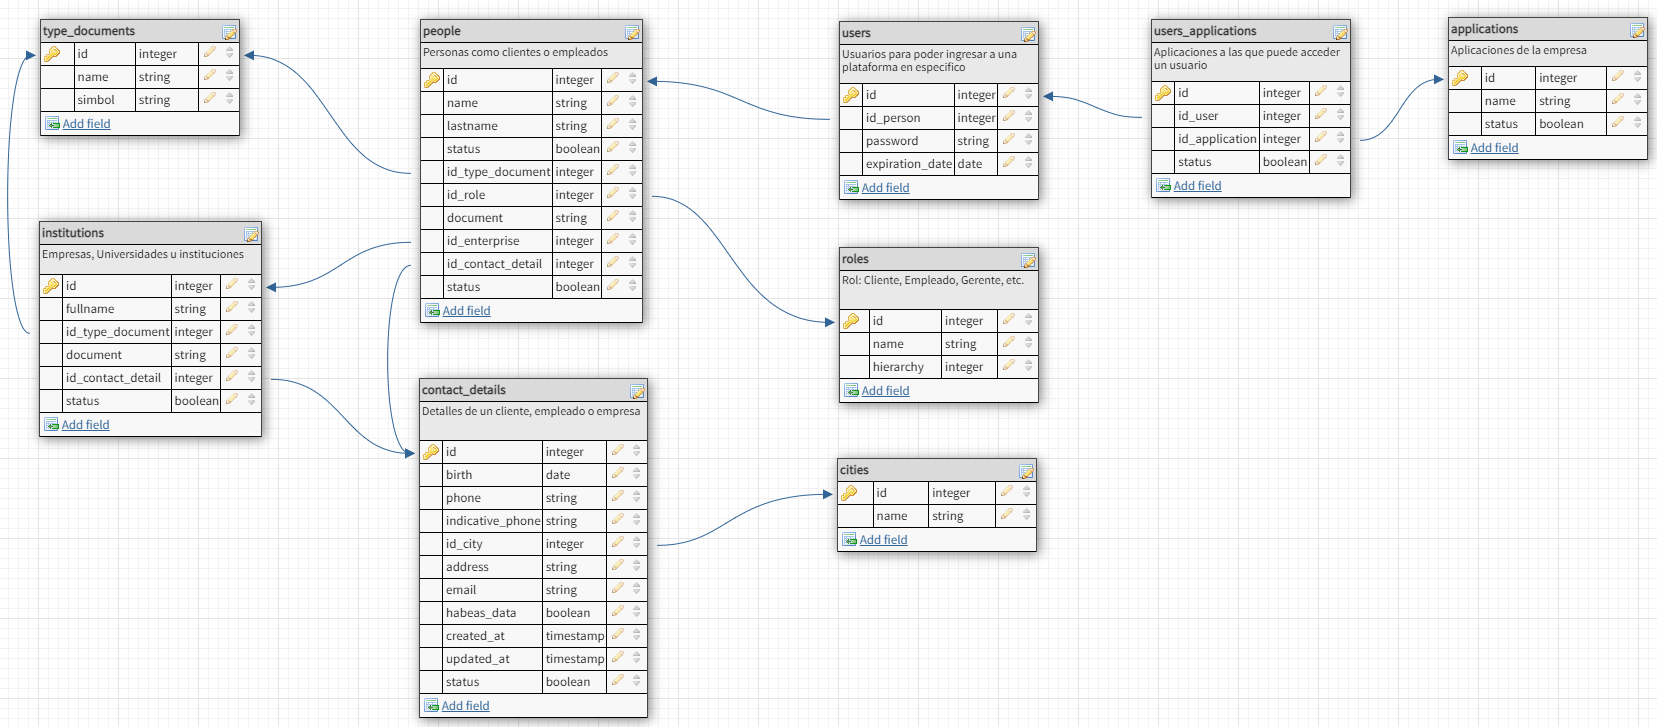 type_documents
id integer
name string
simbol string
Add field
people
Personas como clientes o empleados
id integer
name string
lastname string
status boolean
id_type_document integer
id_role integer
document string
id_enterprise integer
id_contact_detail integer
status boolean
Add field
users
Usuarios para poder ingresar a una
plataforma en especifico
id integer
id_person integer
password string
expiration_date date
Add field
users_applications
Aplicaciones a las que puede acceder
un usuario
id integer
id_user integer
id_application integer
status boolean
Add field
applications
Aplicaciones de la empresa
id integer
name string
status boolean
Add field
institutions
Empresas, Universidades u instituciones
id integer
fullname string
id_type_document integer
document string
id_contact_detail integer
status boolean
Add field
roles
Rol: Cliente, Empleado, Gerente, etc.
id integer
name string
hierarchy integer
Add field
contact_details
Detalles de un cliente, empleado o empresa
id integer
birth date
phone string
indicative_phone string
id_city integer
address string
email string
habeas_data boolean
created_at timestamp
updated_at timestamp
status boolean
Add field
cities
id integer
name string
Add field